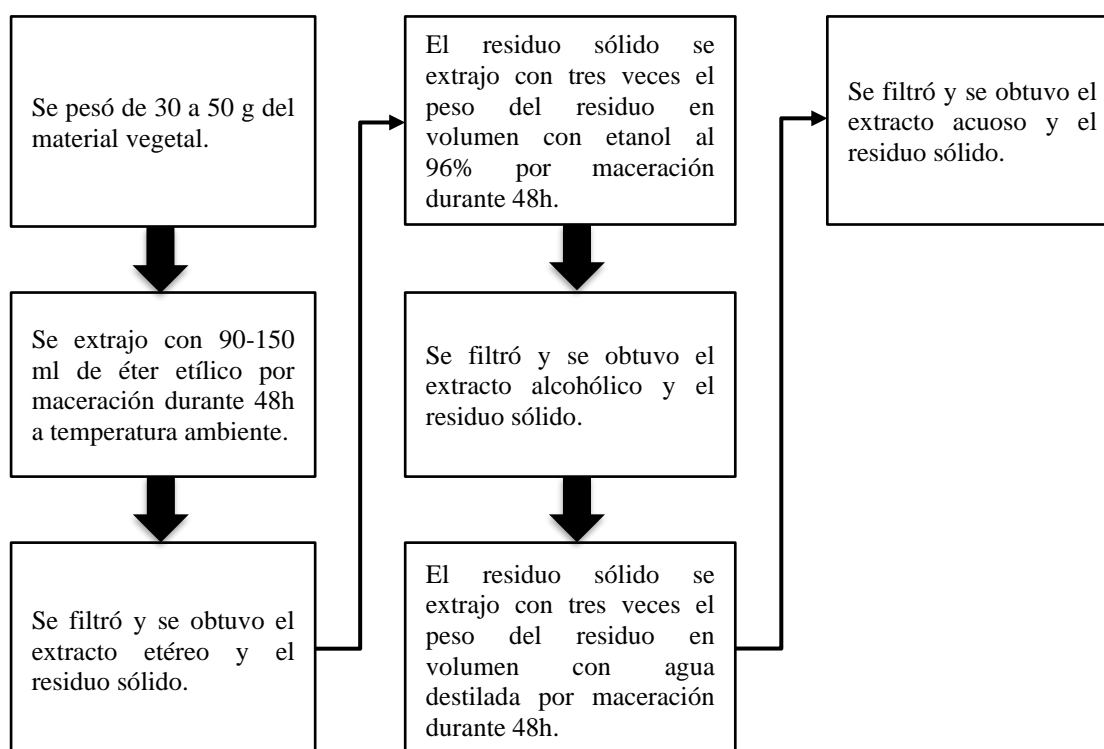 Se pesó de 30 a 50 g del
material vegetal.
Se extrajo con 90-150
ml de éter etílico por
maceración durante 48h
a temperatura ambiente.
Se filtró y se obtuvo el
extracto etéreo y el
residuo sólido.
El residuo sólido se
extrajo con tres veces el
peso del residuo en
volumen con etanol al
96% por maceración
durante 48h.
Se filtró y se obtuvo el
extracto alcohólico y el
residuo sólido.
El residuo sólido se
extrajo con tres veces el
peso del residuo en
volumen con agua
destilada por maceración
durante 48h.
Se filtró y se obtuvo el
extracto acuoso y el
residuo sólido.